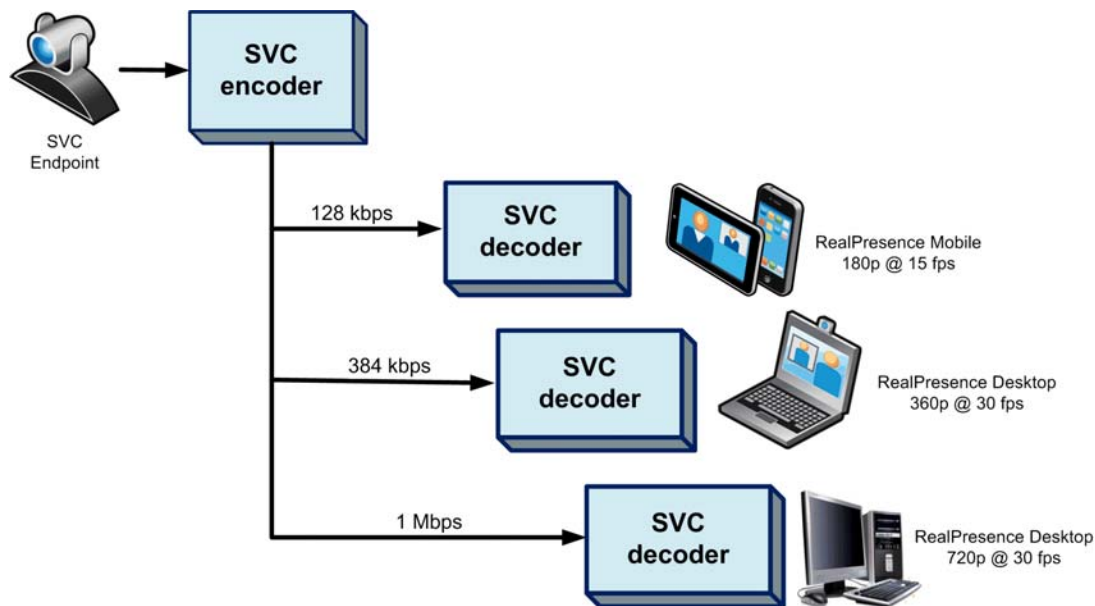 SVC
encoder
SVC
Endpoint
128 kbps
SVC
decoder
RealPresence Mobile
180p @ 15 fps
384 kbps
SVC
decoder
RealPresence Desktop
360p @ 30 fps
1 Mbps
SVC
decoder
RealPresence Desktop
720p @ 30 fps